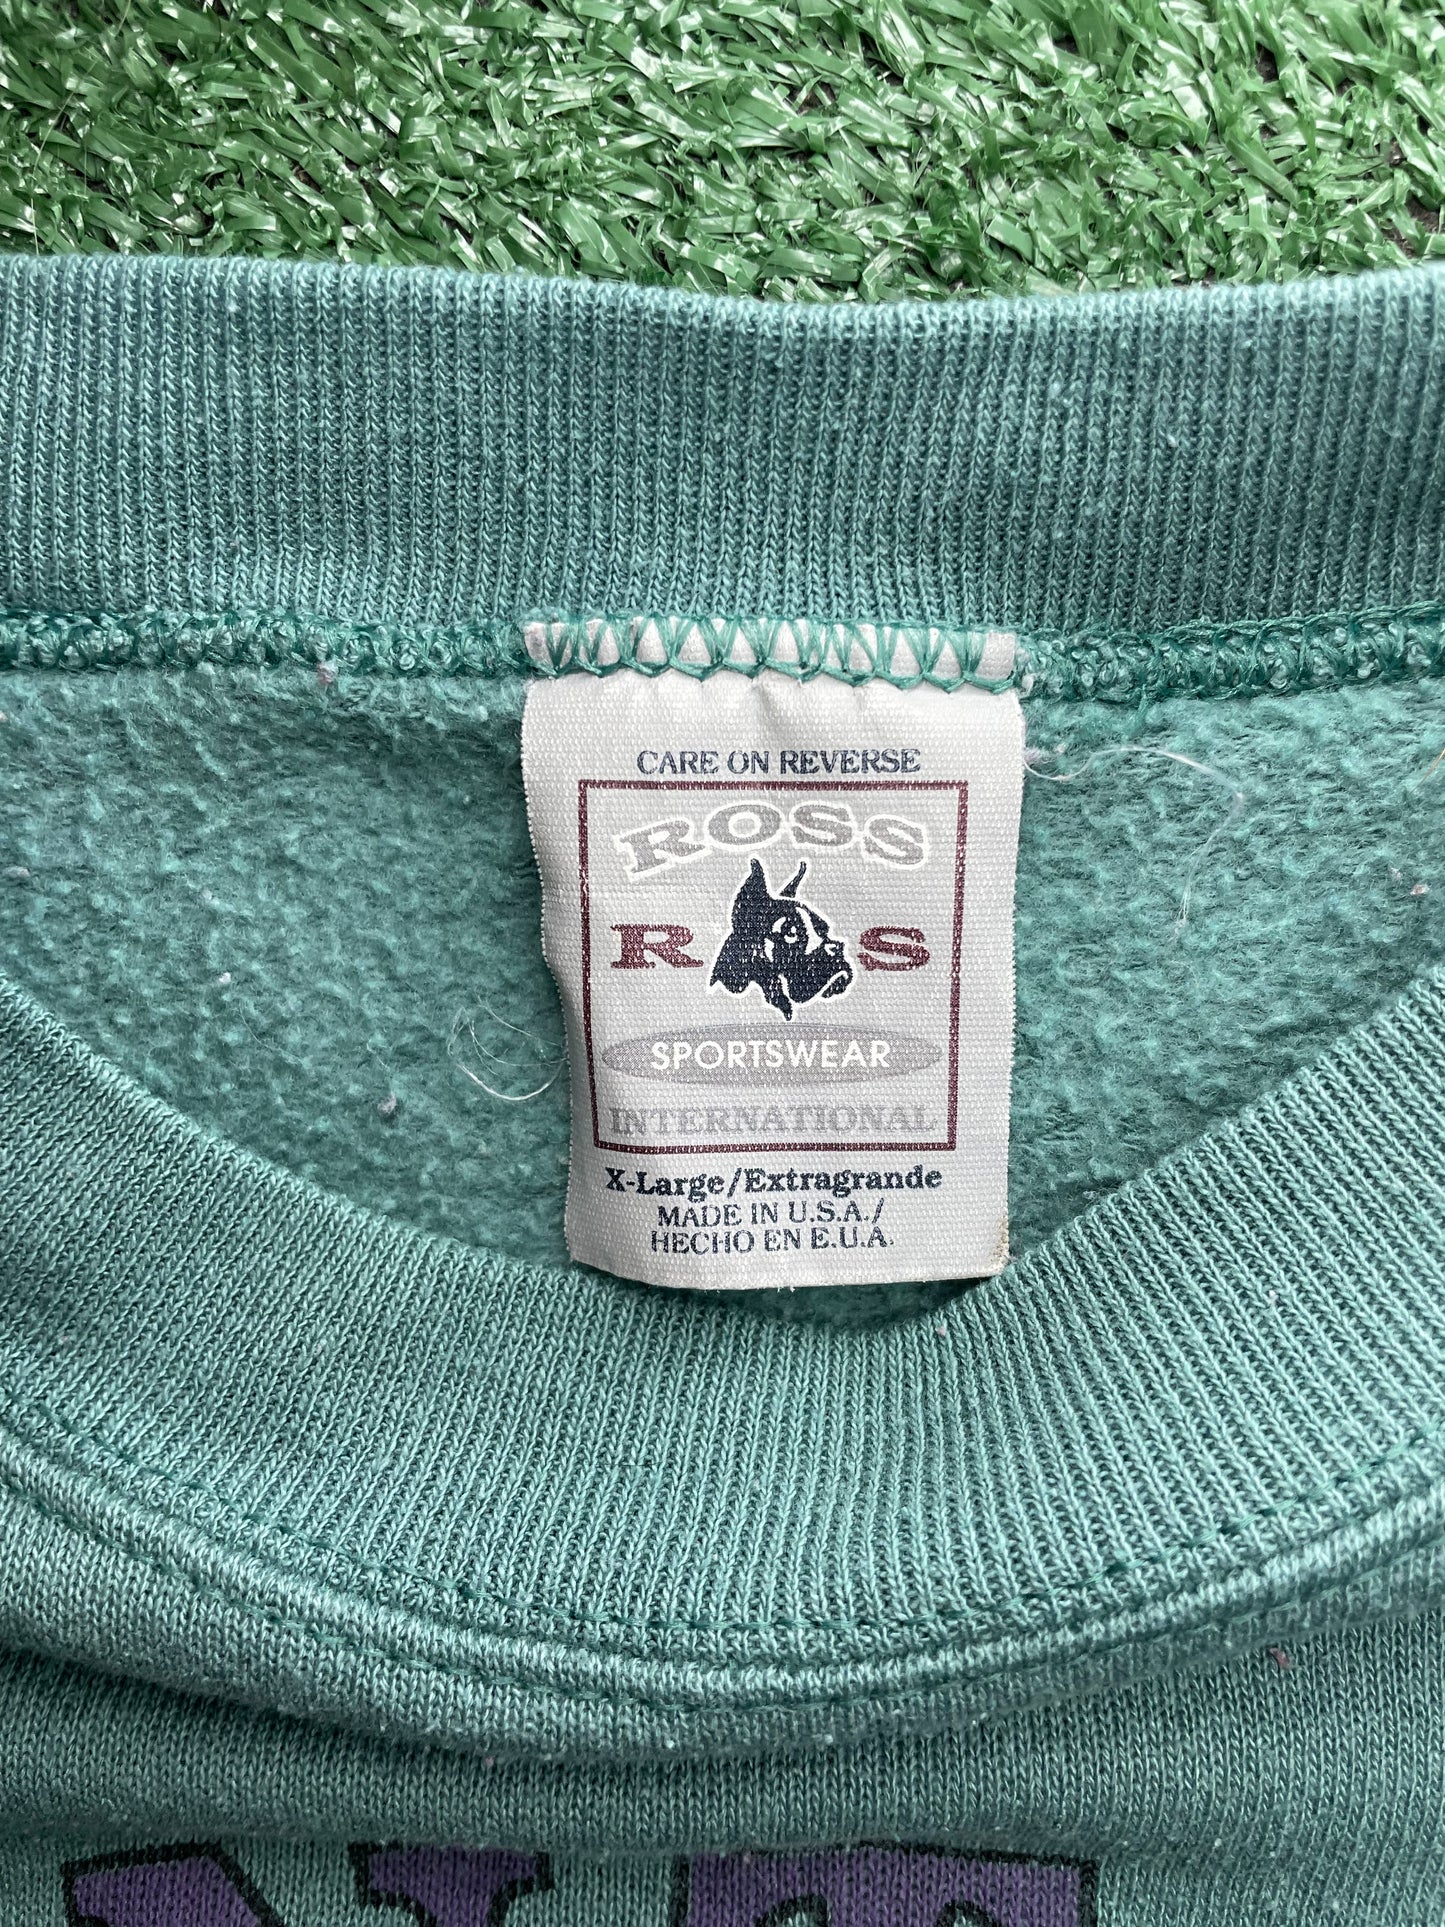 CARE ON REVERSE
ROSS
R S
SPORTSWEAR
INTERNATIONAL
X-Large/Extragrande
MADE IN U.S.A./
HECHO EN E.U.A.